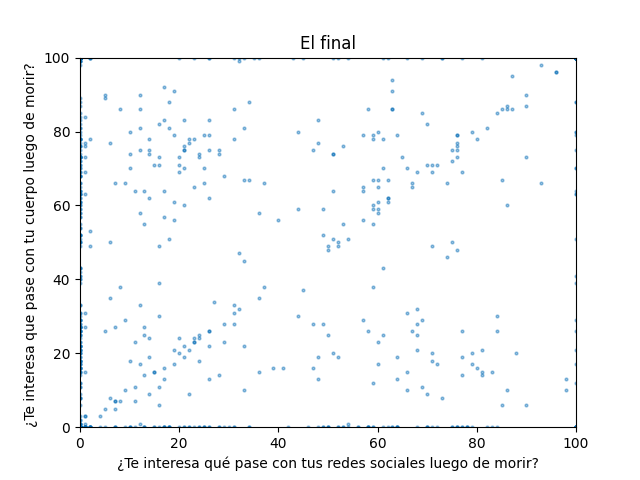 El final
100
80
60
40
20
0
0 20 40 60 80 100
¿Te interesa que pase con tu cuerpo luego de morir?
¿Te interesa qué pase con tus redes sociales luego de morir?